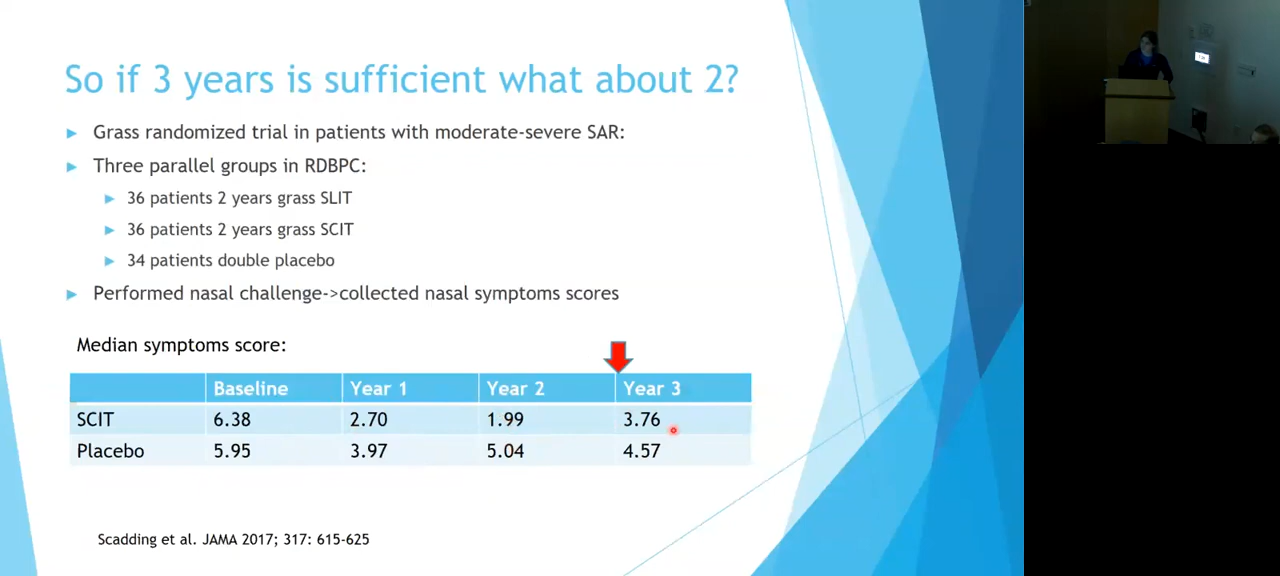 So if 3 years is sufficient what about 2?
Grass randomized trial in patients with moderate-severe SAR:
Three parallel groups in RDBPC:
36 patients 2 years grass SLIT
36 patients 2 years grass SCIT
34 patients double placebo
Performed nasal challenge->collected nasal symptoms scores
Median symptoms score:
Baseline Year 1 Year 2 Year 3
SCIT 6.38 2.70 1.99 3.76
Placebo 5.95 3.97 5.04 4.57
Scadding et al. JAMA 2017; 317: 615-625